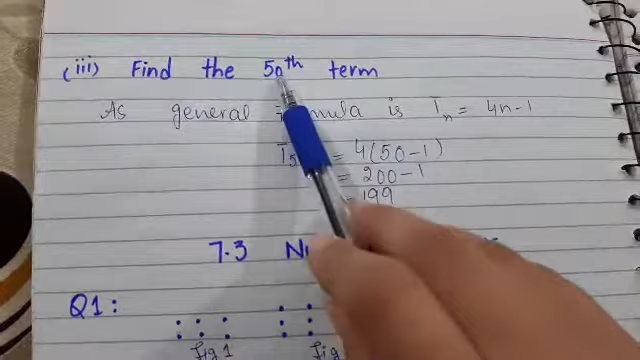 (iii) Find the 50th term
As general is Tn = 4n-1
= 4(50-1)
= 200-1
199
7.3
Q1:
Fig 1